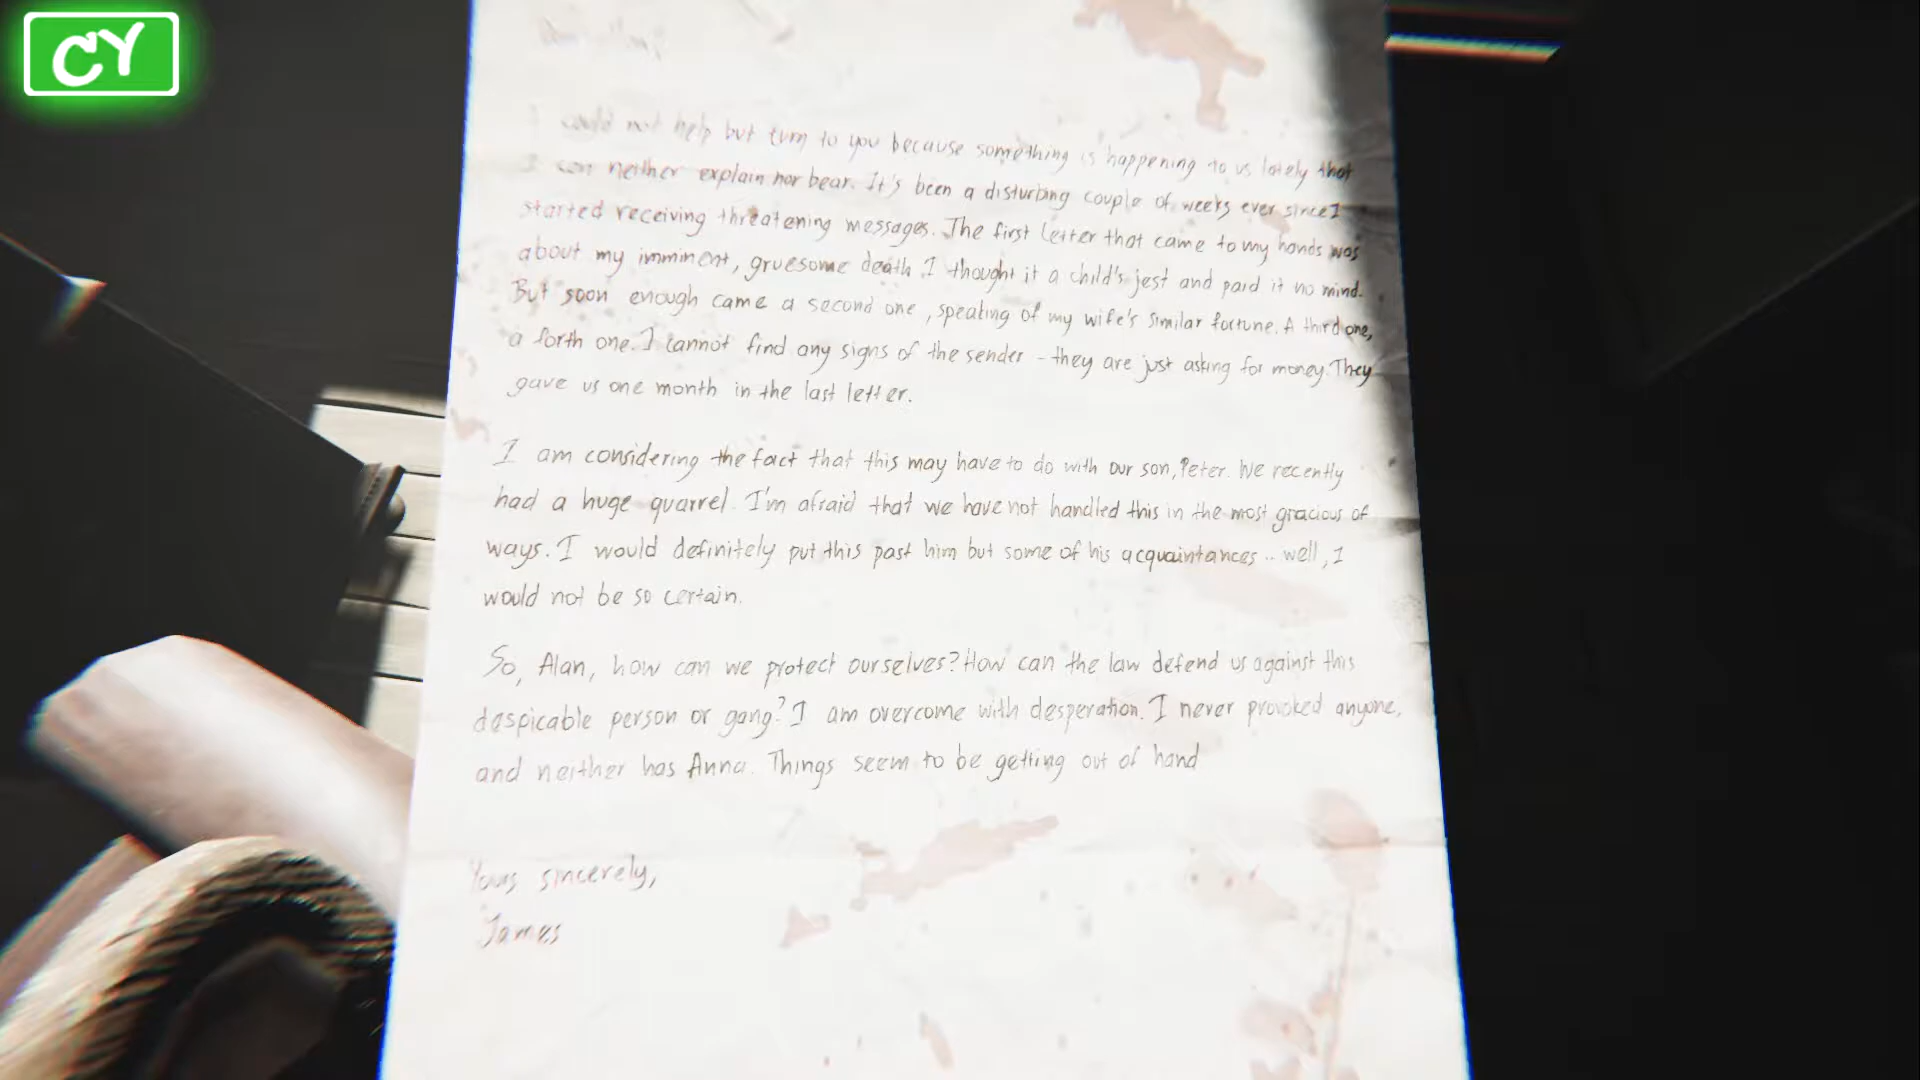 CY
could not help but turn to you because something is happening to us lately that
I can neither explain nor bear. It's been a disturbing couple of weeks ever since I
started receiving threatening messages. The first letter that came to my hands was
about my imminent, gruesome death. I thought it a child's jest and paid it no mind.
But soon enough came a second one, speaking of my wife's similar fortune. A third one,
a forth one. I cannot find any signs of the sender - they are just asking for money. They
gave us one month in the last letter.
I am considering the fact that this may have to do with our son, Peter. We recently
had a huge quarrel. I'm afraid that we have not handled this in the most gracious of
ways. I would definitely put this past him but some of his acquaintances .. well, I
would not be so certain.
So, Alan, how can we protect ourselves? How can the law defend us against this
despicable person or gang? I am overcome with desperation. I never provoked anyone,
and neither has Anna. Things seem to be getting out of hand
Yours sincerely,
James